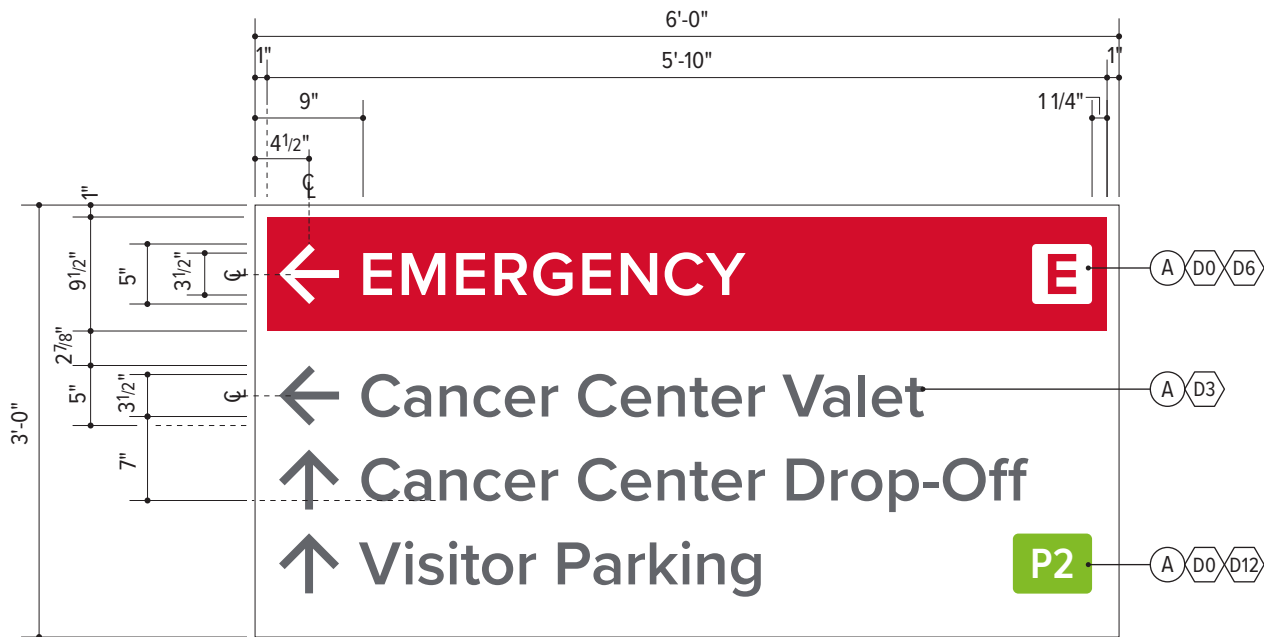 6'-0"
1" 5'-10" 1"
9" 1 1/4"
4 1/2"
℄
1"
9 1/2" 5" 3 1/2" ℄ EMERGENCY E A D0 D6
2 7/8"
3'-0" 5" 3 1/2" ℄ Cancer Center Valet A D3
7" Cancer Center Drop-Off
Visitor Parking P2 A D0 D12